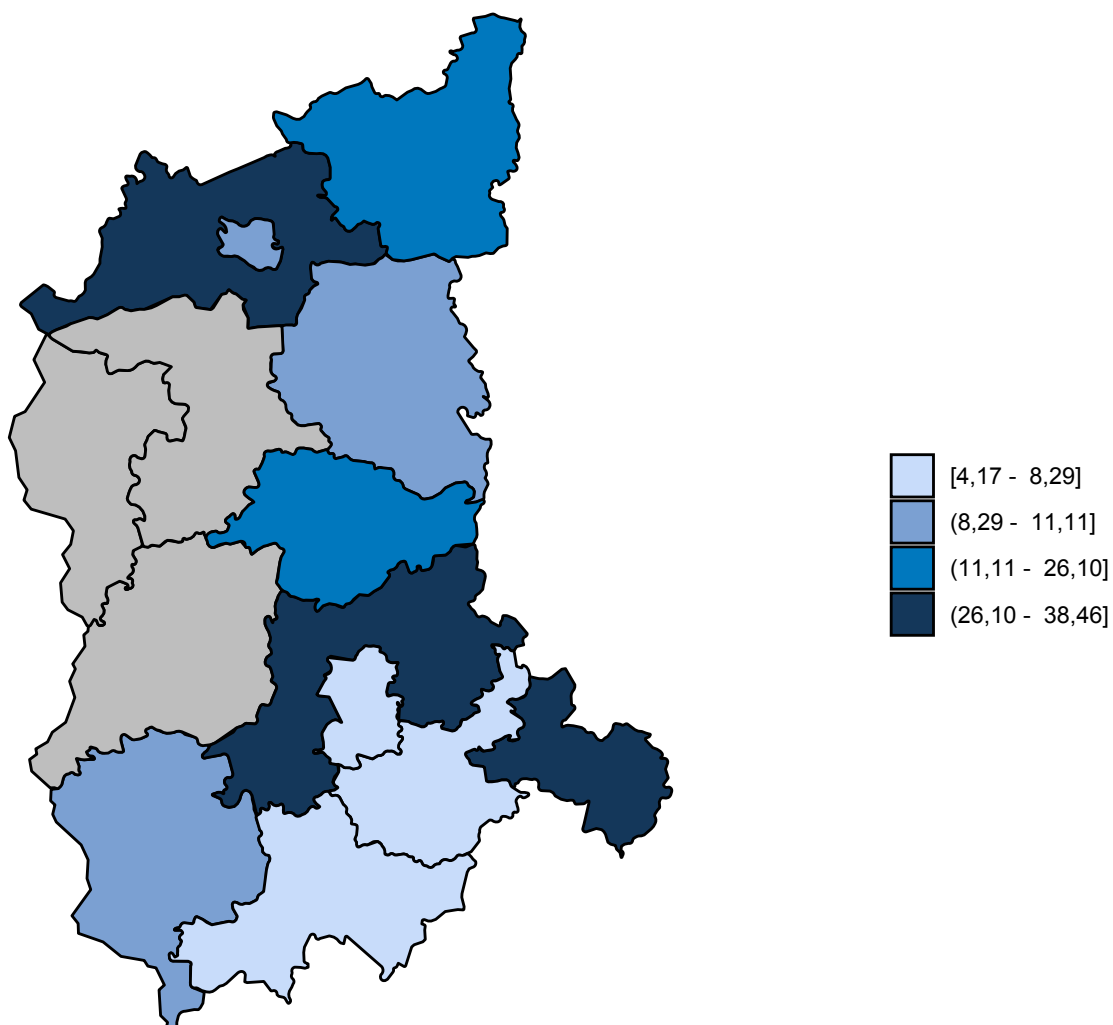 [4,17 - 8,29]
(8,29 - 11,11]
(11,11 - 26,10]
(26,10 - 38,46]